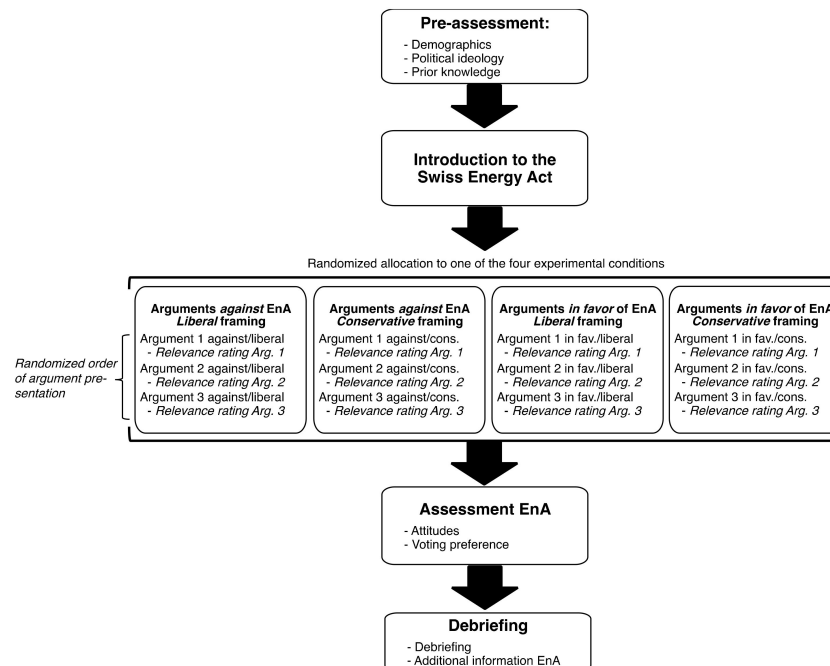 Pre-assessment:
- Demographics
- Political ideology
- Prior knowledge
Introduction to the
Swiss Energy Act
Randomized allocation to one of the four experimental conditions
Randomized order
of argument pre-
sentation
Arguments against EnA
Liberal framing
Argument 1 against/liberal
- Relevance rating Arg. 1
Argument 2 against/liberal
- Relevance rating Arg. 2
Argument 3 against/liberal
- Relevance rating Arg. 3
Arguments against EnA
Conservative framing
Argument 1 against/cons.
- Relevance rating Arg. 1
Argument 2 against/cons.
- Relevance rating Arg. 2
Argument 3 against/cons.
- Relevance rating Arg. 3
Arguments in favor of EnA
Liberal framing
Argument 1 in fav./liberal
- Relevance rating Arg. 1
Argument 2 in fav./liberal
- Relevance rating Arg. 2
Argument 3 in fav./liberal
- Relevance rating Arg. 3
Arguments in favor of EnA
Conservative framing
Argument 1 in fav./cons.
- Relevance rating Arg. 1
Argument 2 in fav./cons.
- Relevance rating Arg. 2
Argument 3 in fav./cons.
- Relevance rating Arg. 3
Assessment EnA
- Attitudes
- Voting preference
Debriefing
- Debriefing
- Additional information EnA